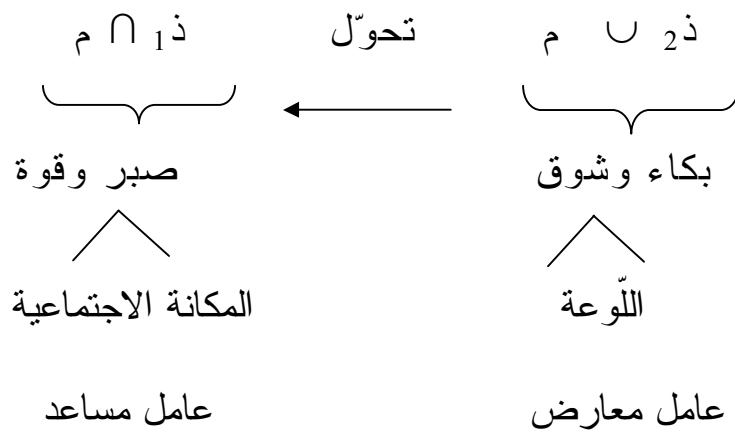 ذ2 ∪ م تحوّل ذ1 ∩ م
بكاء وشوق صبر وقوة
اللّوعة المكانة الاجتماعية
عامل معارض عامل مساعد